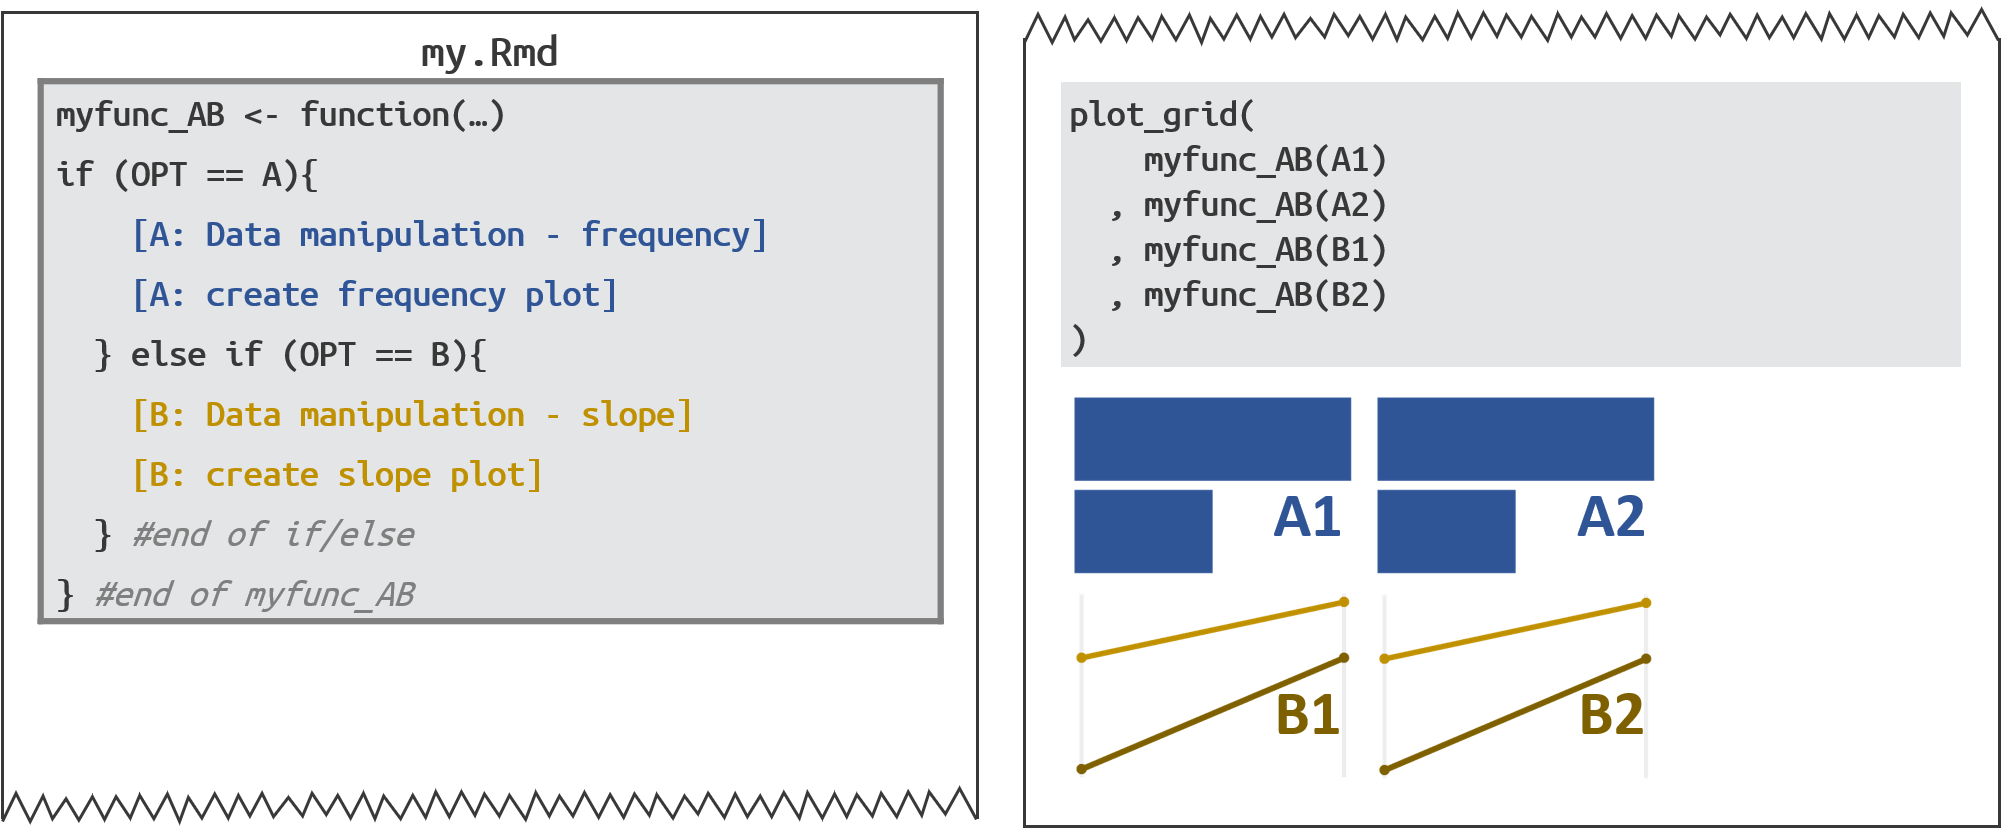 my.Rmd
myfunc_AB <- function(…)
if (OPT == A){
[A: Data manipulation - frequency]
[A: create frequency plot]
} else if (OPT == B){
[B: Data manipulation - slope]
[B: create slope plot]
} #end of if/else
} #end of myfunc_AB
plot_grid(
myfunc_AB(A1)
, myfunc_AB(A2)
, myfunc_AB(B1)
, myfunc_AB(B2)
)
A1
A2
B1
B2